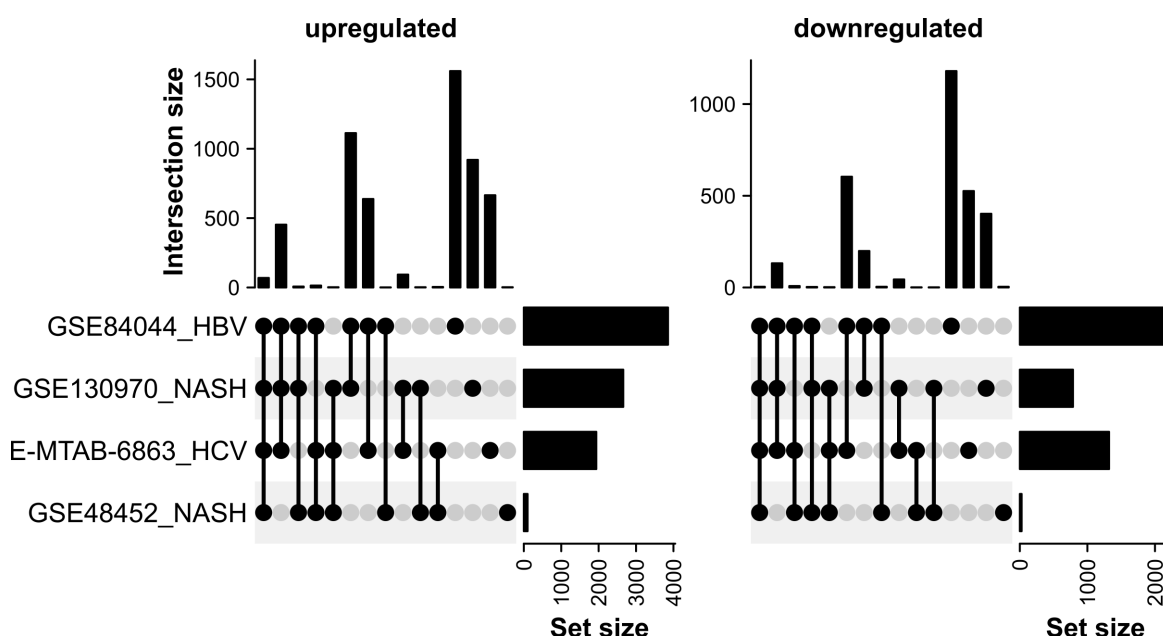 upregulated
downregulated
Intersection size
1500
1000
500
0
1000
500
0
GSE84044_HBV
GSE130970_NASH
E-MTAB-6863_HCV
GSE48452_NASH
0
1000
2000
3000
4000
Set size
0
1000
2000
Set size